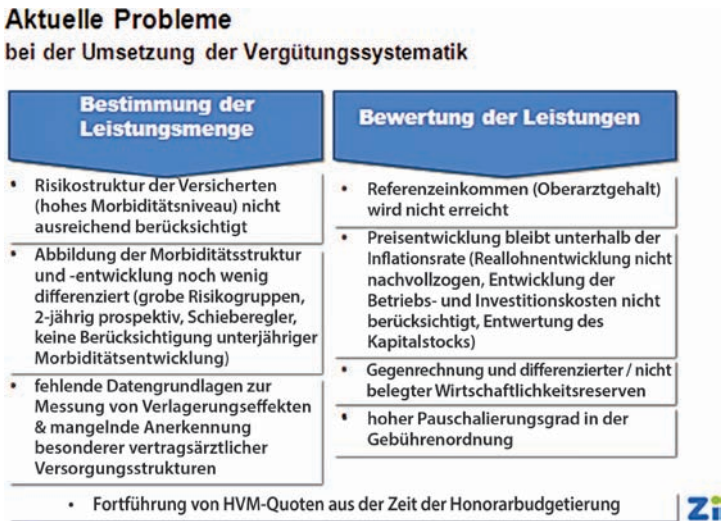 Aktuelle Probleme
bei der Umsetzung der Vergütungssystematik
Bestimmung der
Leistungsmenge
• Risikostruktur der Versicherten
(hohes Morbiditätsniveau) nicht
ausreichend berücksichtigt
• Abbildung der Morbiditätsstruktur
und -entwicklung noch wenig
differenziert (grobe Risikogruppen,
2-jährig prospektiv, Schieberegler,
keine Berücksichtigung unterjähriger
Morbiditätsentwicklung)
• fehlende Datengrundlagen zur
Messung von Verlagerungseffekten
& mangelnde Anerkennung
besonderer vertragsärztlicher
Versorgungsstrukturen
Bewertung der Leistungen
• Referenzeinkommen (Oberarztgehalt)
wird nicht erreicht
• Preisentwicklung bleibt unterhalb der
Inflationsrate (Reallohnentwicklung nicht
nachvollzogen, Entwicklung der
Betriebs- und Investitionskosten nicht
berücksichtigt, Entwertung des
Kapitalstocks)
• Gegenrechnung und differenzierter / nicht
belegter Wirtschaftlichkeitsreserven
• hoher Pauschalierungsgrad in der
Gebührenordnung
• Fortführung von HVM-Quoten aus der Zeit der Honorarbudgetierung
Zi